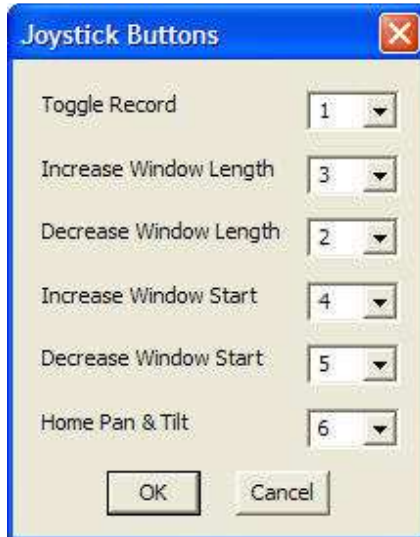 Joystick Buttons
Toggle Record 1
Increase Window Length 3
Decrease Window Length 2
Increase Window Start 4
Decrease Window Start 5
Home Pan & Tilt 6
OK Cancel